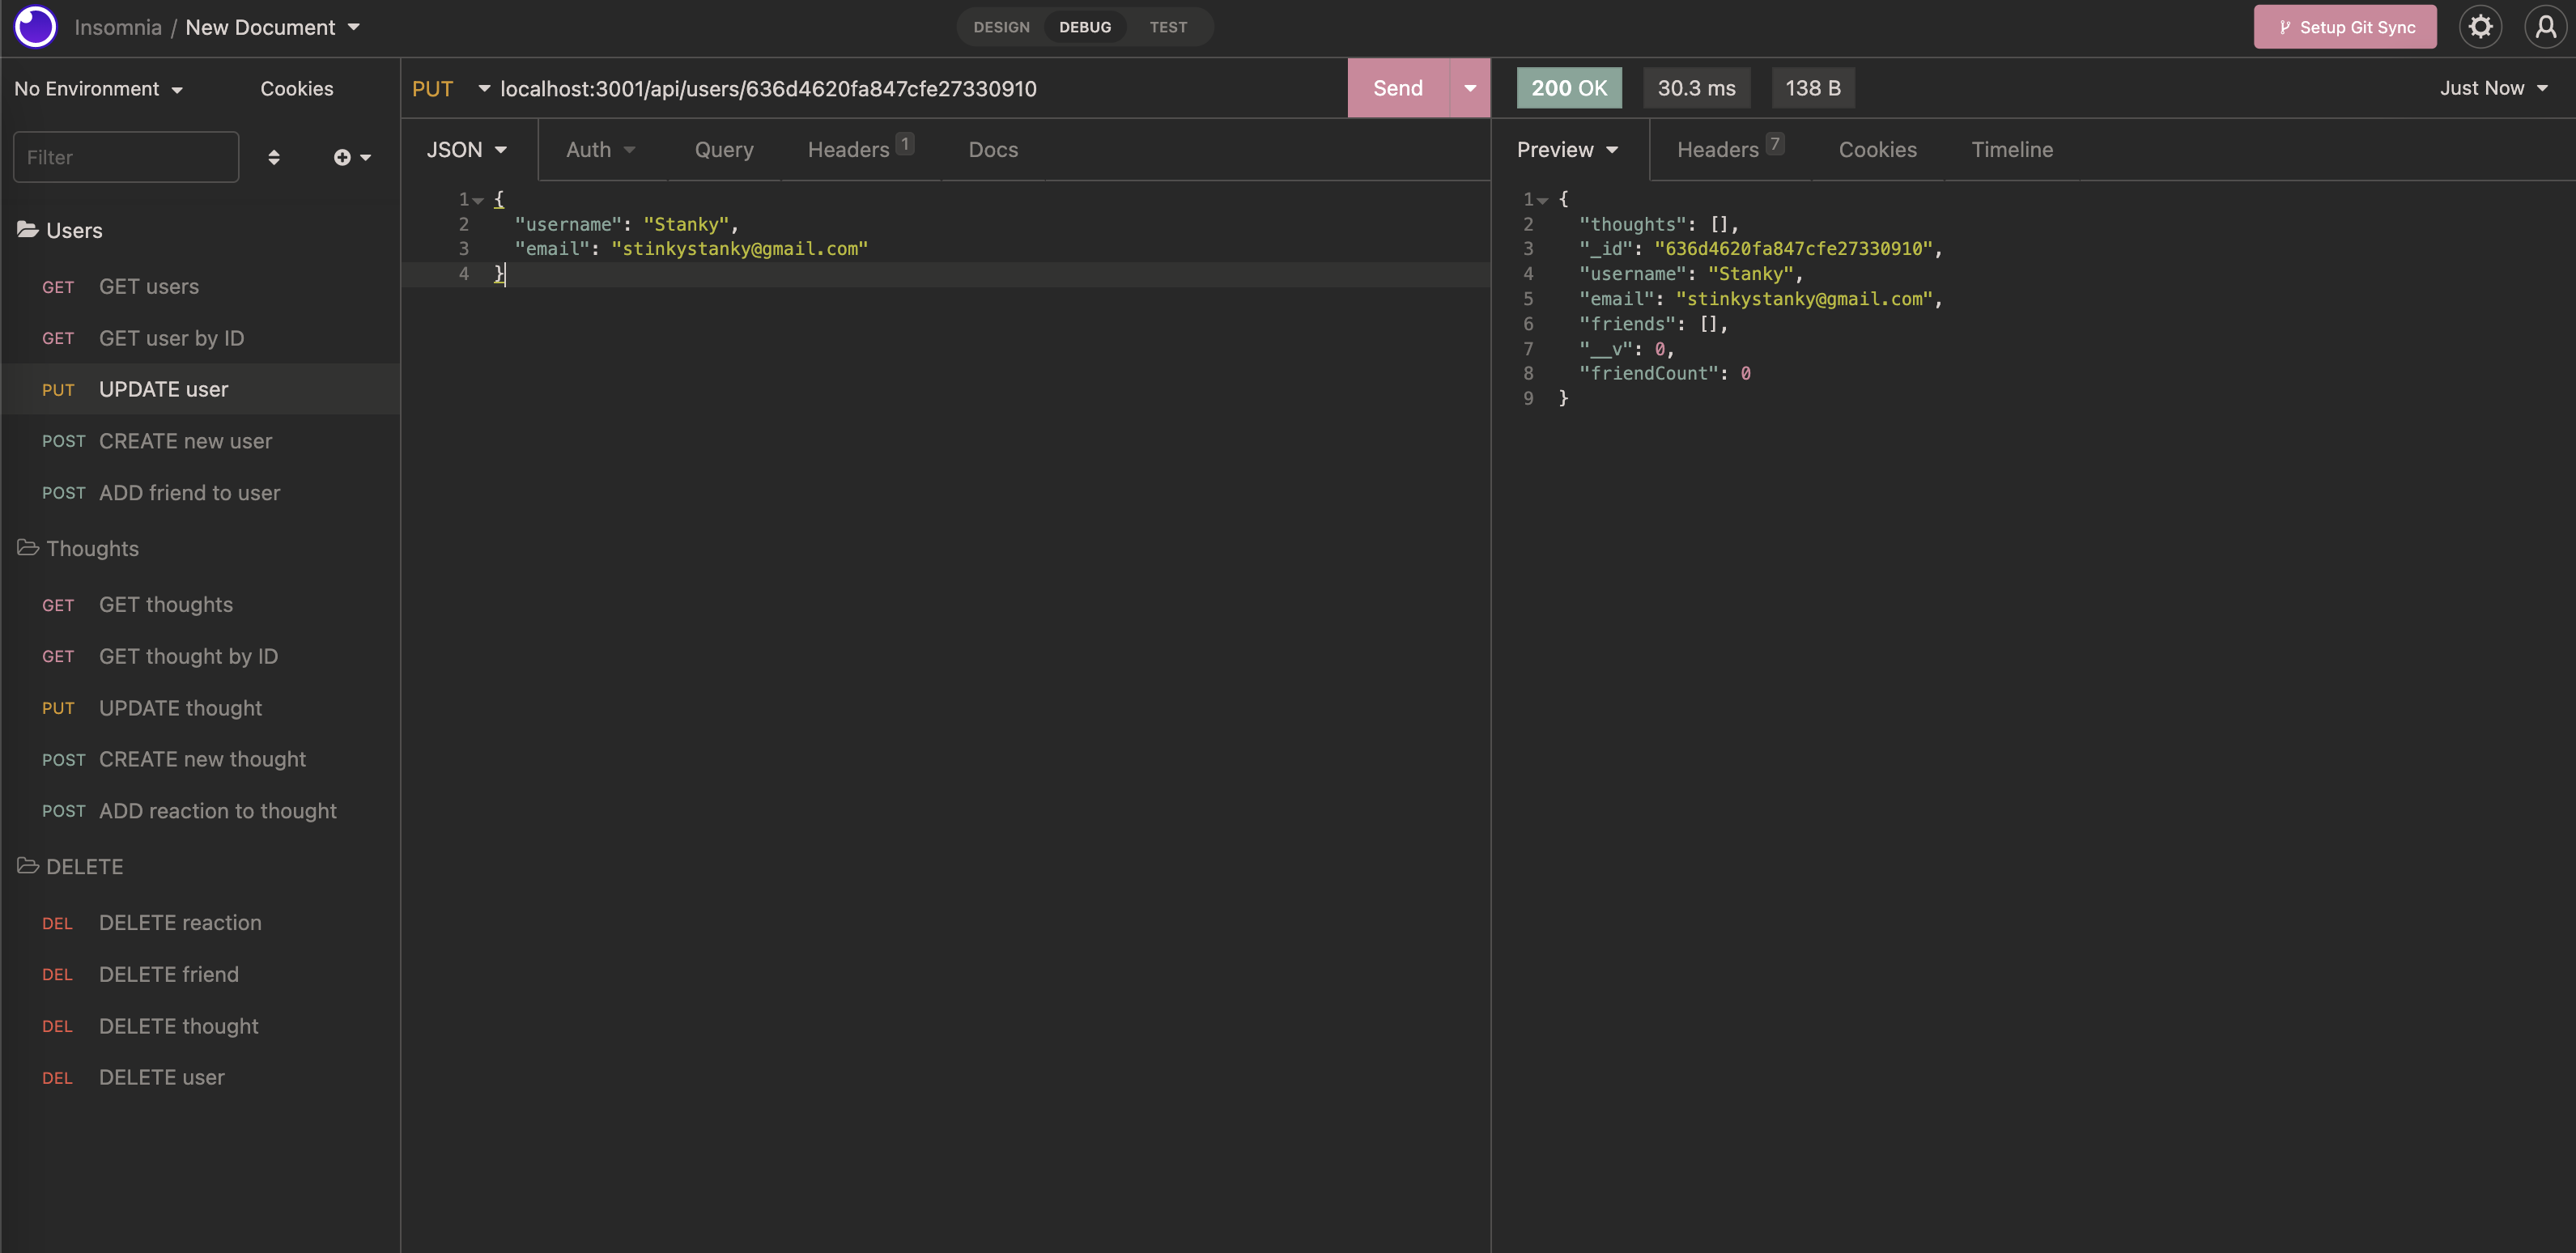 Insomnia / New Document
DESIGN DEBUG TEST
Setup Git Sync
No Environment Cookies
Filter
Users
GET GET users
GET GET user by ID
PUT UPDATE user
POST CREATE new user
POST ADD friend to user
Thoughts
GET GET thoughts
GET GET thought by ID
PUT UPDATE thought
POST CREATE new thought
POST ADD reaction to thought
DELETE
DEL DELETE reaction
DEL DELETE friend
DEL DELETE thought
DEL DELETE user
PUT localhost:3001/api/users/636d4620fa847cfe27330910 Send
JSON Auth Query Headers 1 Docs
1 {
2 "username": "Stanky",
3 "email": "stinkystanky@gmail.com"
4 }
200 OK 30.3 ms 138 B Just Now
Preview Headers 7 Cookies Timeline
1 {
2 "thoughts": [],
3 "_id": "636d4620fa847cfe27330910",
4 "username": "Stanky",
5 "email": "stinkystanky@gmail.com",
6 "friends": [],
7 "__v": 0,
8 "friendCount": 0
9 }